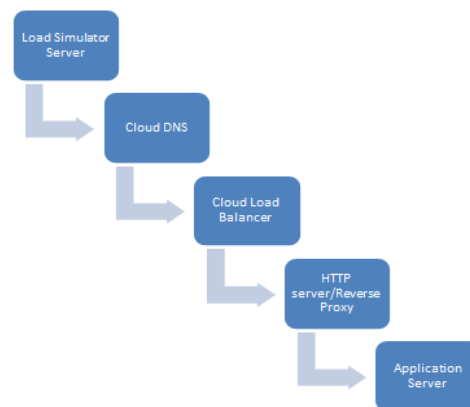 Load Simulator
Server
Cloud DNS
Cloud Load
Balancer
HTTP
server/Reverse
Proxy
Application
Server